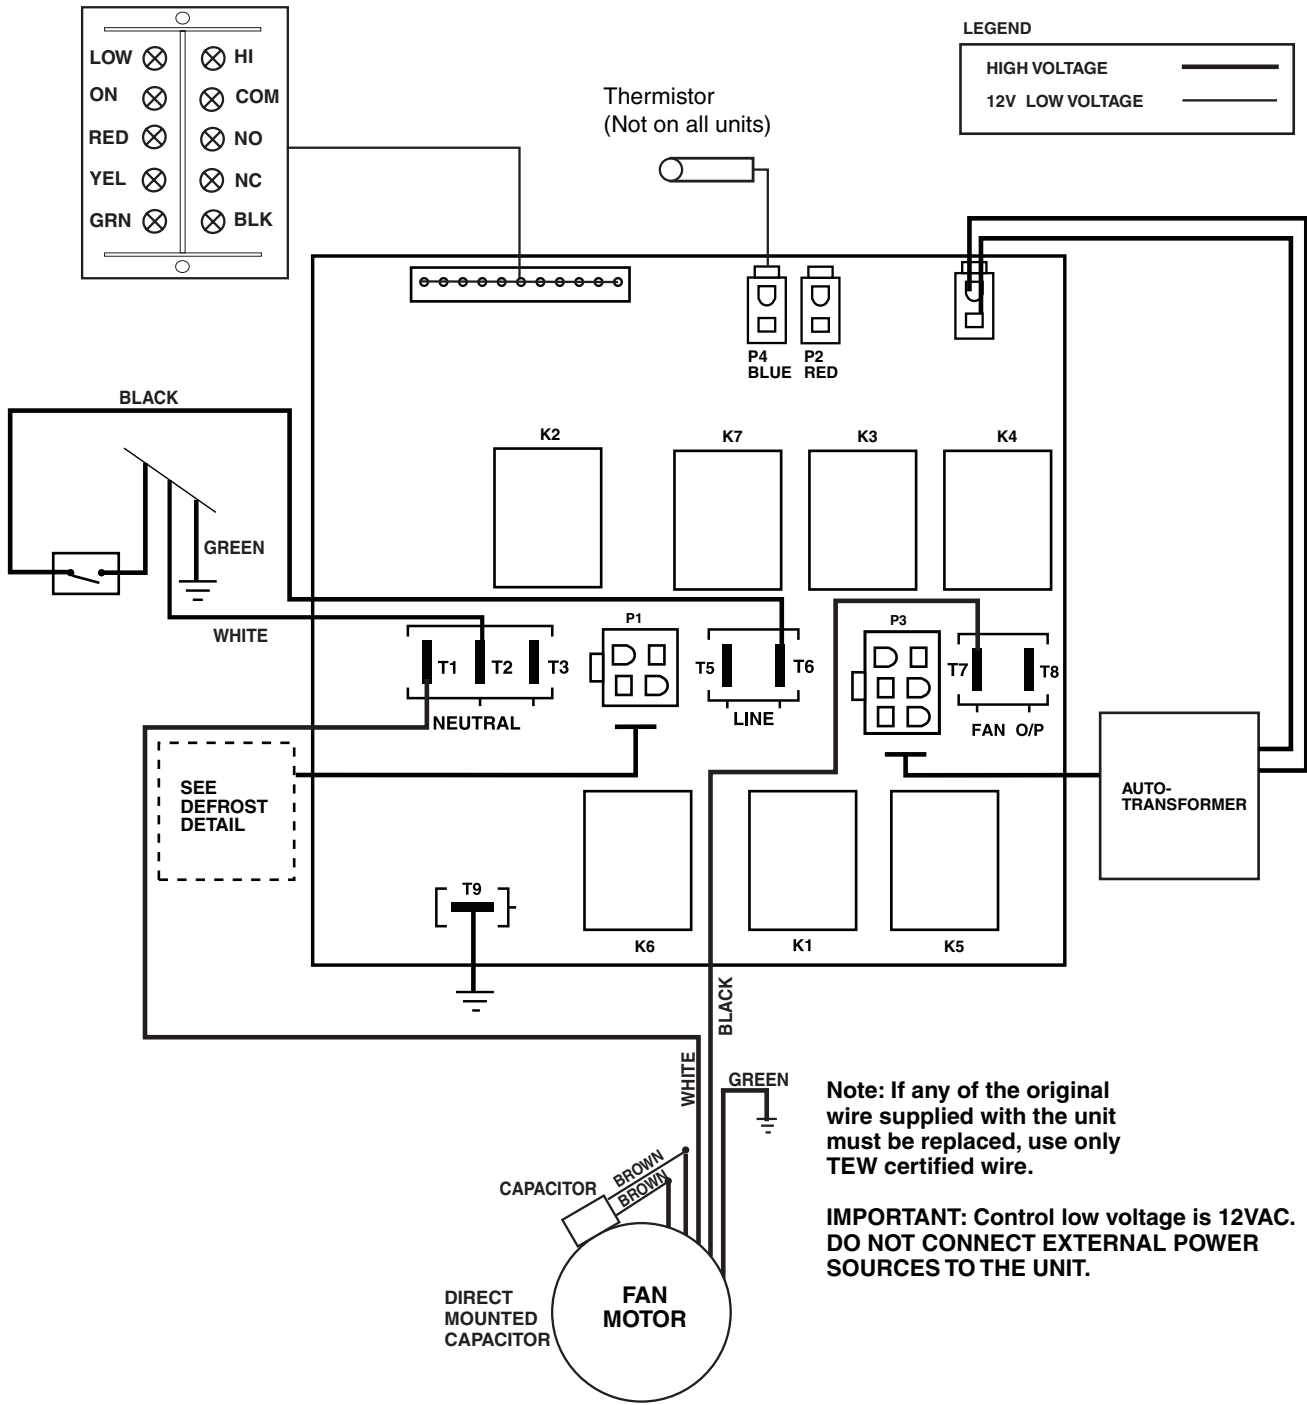 LEGEND
HIGH VOLTAGE
12V LOW VOLTAGE
LOW HI
ON COM
RED NO
YEL NC
GRN BLK
Thermistor
(Not on all units)
P4
BLUE
P2
RED
BLACK
GREEN
WHITE
K2
K7
K3
K4
T1
T2
T3
NEUTRAL
P1
T5
T6
LINE
P3
T7
T8
FAN O/P
SEE
DEFROST
DETAIL
AUTO-
TRANSFORMER
T9
K6
K1
K5
BLACK
WHITE
GREEN
BROWN
BROWN
CAPACITOR
DIRECT
MOUNTED
CAPACITOR
FAN
MOTOR
Note: If any of the original
wire supplied with the unit
must be replaced, use only
TEW certified wire.
IMPORTANT: Control low voltage is 12VAC.
DO NOT CONNECT EXTERNAL POWER
SOURCES TO THE UNIT.